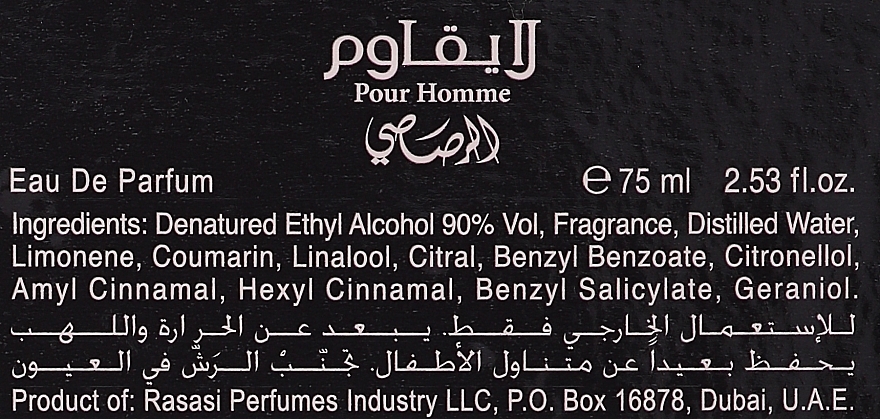 لا يقاوم
Pour Homme
الرصاصي
Eau De Parfum ℮ 75 ml 2.53 fl.oz.
Ingredients: Denatured Ethyl Alcohol 90% Vol, Fragrance, Distilled Water,
Limonene, Coumarin, Linalool, Citral, Benzyl Benzoate, Citronellol,
Amyl Cinnamal, Hexyl Cinnamal, Benzyl Salicylate, Geraniol.
للإستعمال الخارجي فقط. يبعد عن الحرارة واللهب
يحفظ بعيداً عن متناول الأطفال. تجنّبْ الرشّ في العيون
Product of: Rasasi Perfumes Industry LLC, P.O. Box 16878, Dubai, U.A.E.